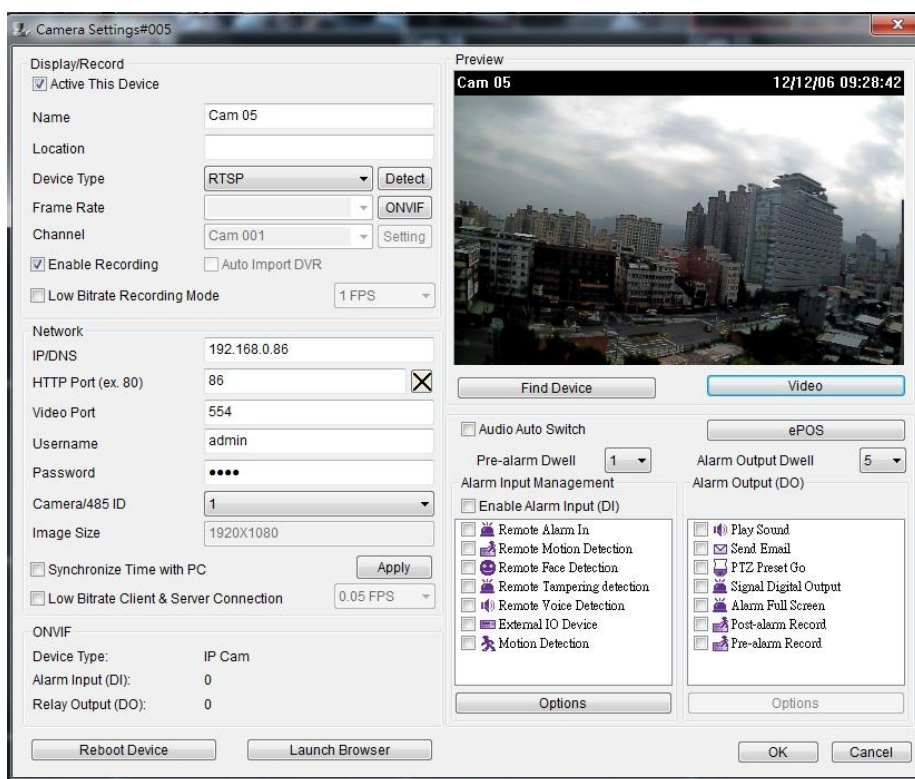 Camera Settings#005
Display/Record
Active This Device
Name Cam 05
Location
Device Type RTSP Detect
Frame Rate ONVIF
Channel Cam 001 Setting
Enable Recording Auto Import DVR
Low Bitrate Recording Mode 1 FPS
Network
IP/DNS 192.168.0.86
HTTP Port (ex. 80) 86
Video Port 554
Username admin
Password ••••
Camera/485 ID 1
Image Size 1920X1080
Synchronize Time with PC Apply
Low Bitrate Client & Server Connection 0.05 FPS
ONVIF
Device Type: IP Cam
Alarm Input (DI): 0
Relay Output (DO): 0
Reboot Device Launch Browser
Preview
Cam 05 12/12/06 09:28:42
Find Device Video
Audio Auto Switch ePOS
Pre-alarm Dwell 1 Alarm Output Dwell 5
Alarm Input Management
Enable Alarm Input (DI)
Remote Alarm In
Remote Motion Detection
Remote Face Detection
Remote Tampering detection
Remote Voice Detection
External IO Device
Motion Detection
Options
Alarm Output (DO)
Play Sound
Send Email
PTZ Preset Go
Signal Digital Output
Alarm Full Screen
Post-alarm Record
Pre-alarm Record
Options
OK Cancel